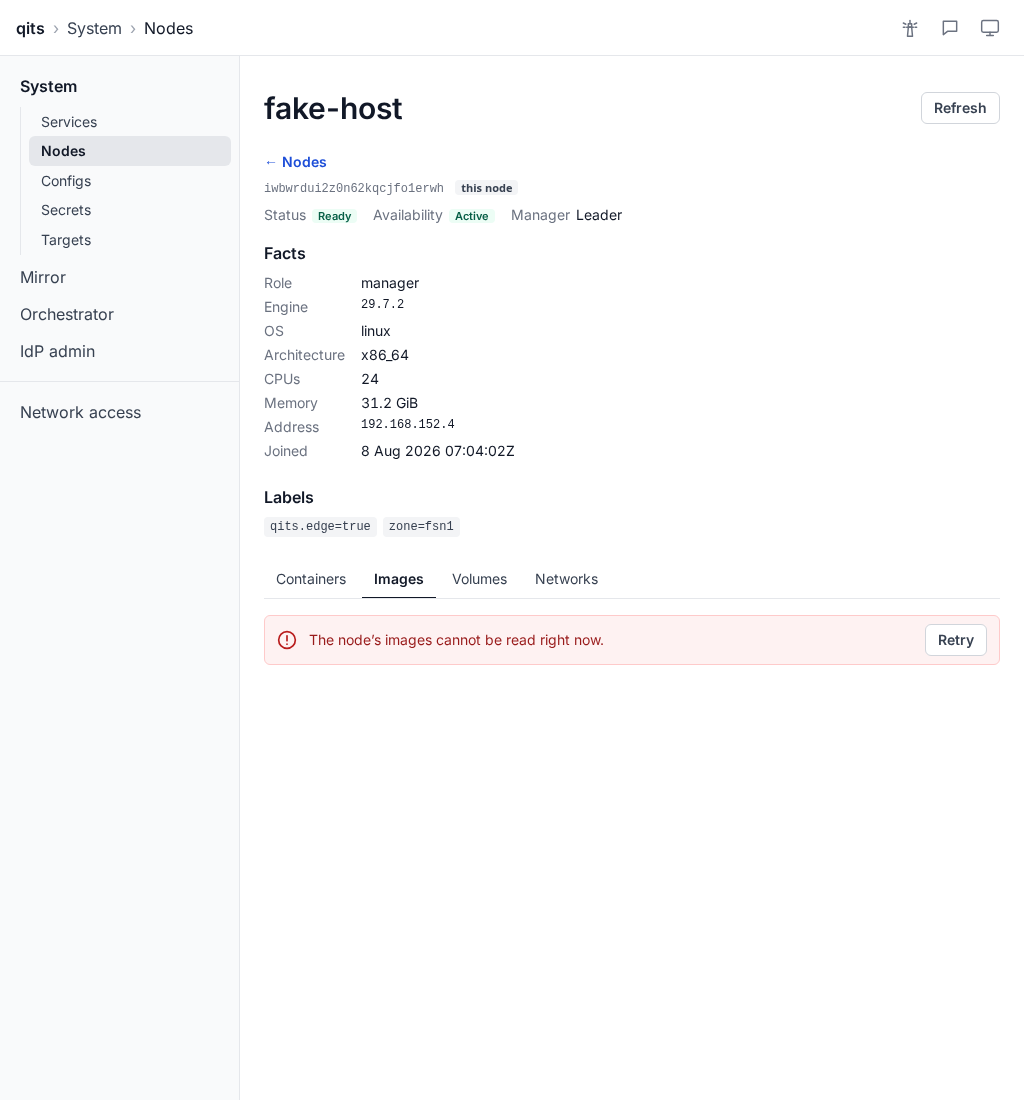 qits › System › Nodes
System
Services
Nodes
Configs
Secrets
Targets
Mirror
Orchestrator
IdP admin
Network access
fake-host
Refresh
← Nodes
iwbwrdui2z0n62kqcjfo1erwh this node
Status Ready Availability Active Manager Leader
Facts
Role manager
Engine 29.7.2
OS linux
Architecture x86_64
CPUs 24
Memory 31.2 GiB
Address 192.168.152.4
Joined 8 Aug 2026 07:04:02Z
Labels
qits.edge=true zone=fsn1
Containers Images Volumes Networks
The node’s images cannot be read right now. Retry